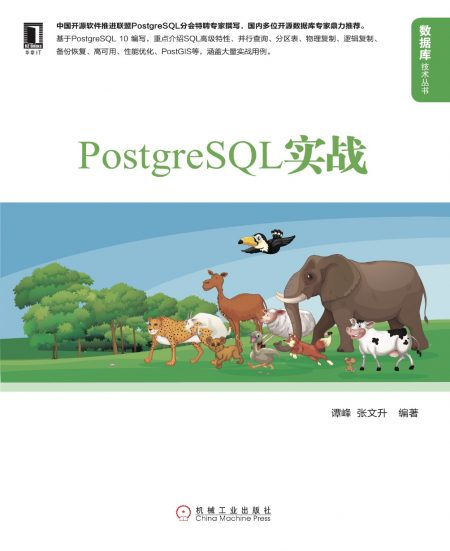 中国开源软件推进联盟PostgreSQL分会特聘专家撰写，国内多位开源数据库专家鼎力推荐。
基于PostgreSQL 10 编写，重点介绍SQL高级特性、并行查询、分区表、物理复制、逻辑复制、
备份恢复、高可用、性能优化、PostGIS等，涵盖大量实战用例。
华章IT
数据库
技术丛书
PostgreSQL实战
谭峰 张文升 编著
机械工业出版社
China Machine Press